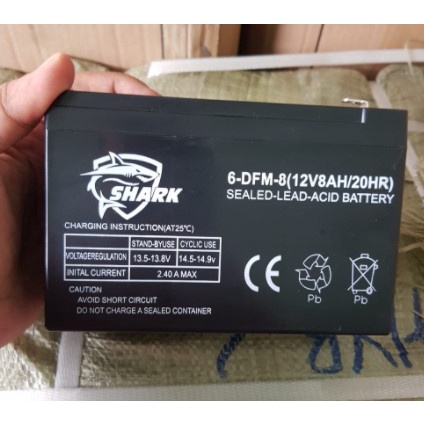 SHARK
6-DFM-8(12V8AH/20HR)
SEALED-LEAD-ACID BATTERY
CHARGING INSTRUCTION(AT25℃)
STAND-BYUSE CYCLIC USE
VOLTAGEREGULATION 13.5-13.8V 14.5-14.9v
INITAL CURRENT 2.40 A MAX
CAUTION
AVOID SHORT CIRCUIT
DO NOT CHARGE A SEALED CONTAINER
CE
Pb Pb